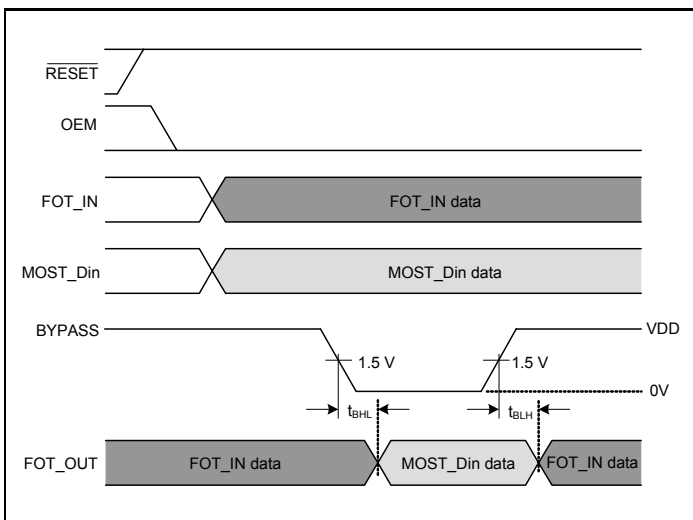 RESET
OEM
FOT_IN
FOT_IN data
MOST_Din
MOST_Din data
BYPASS
VDD
1.5 V
1.5 V
0V
tBHL
tBLH
FOT_OUT
FOT_IN data
MOST_Din data
FOT_IN data